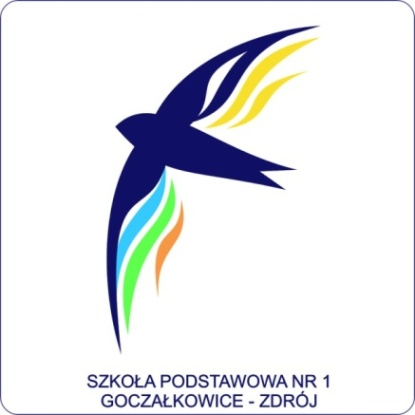 SZKOŁA PODSTAWOWA NR 1
GOCZAŁKOWICE - ZDRÓJ